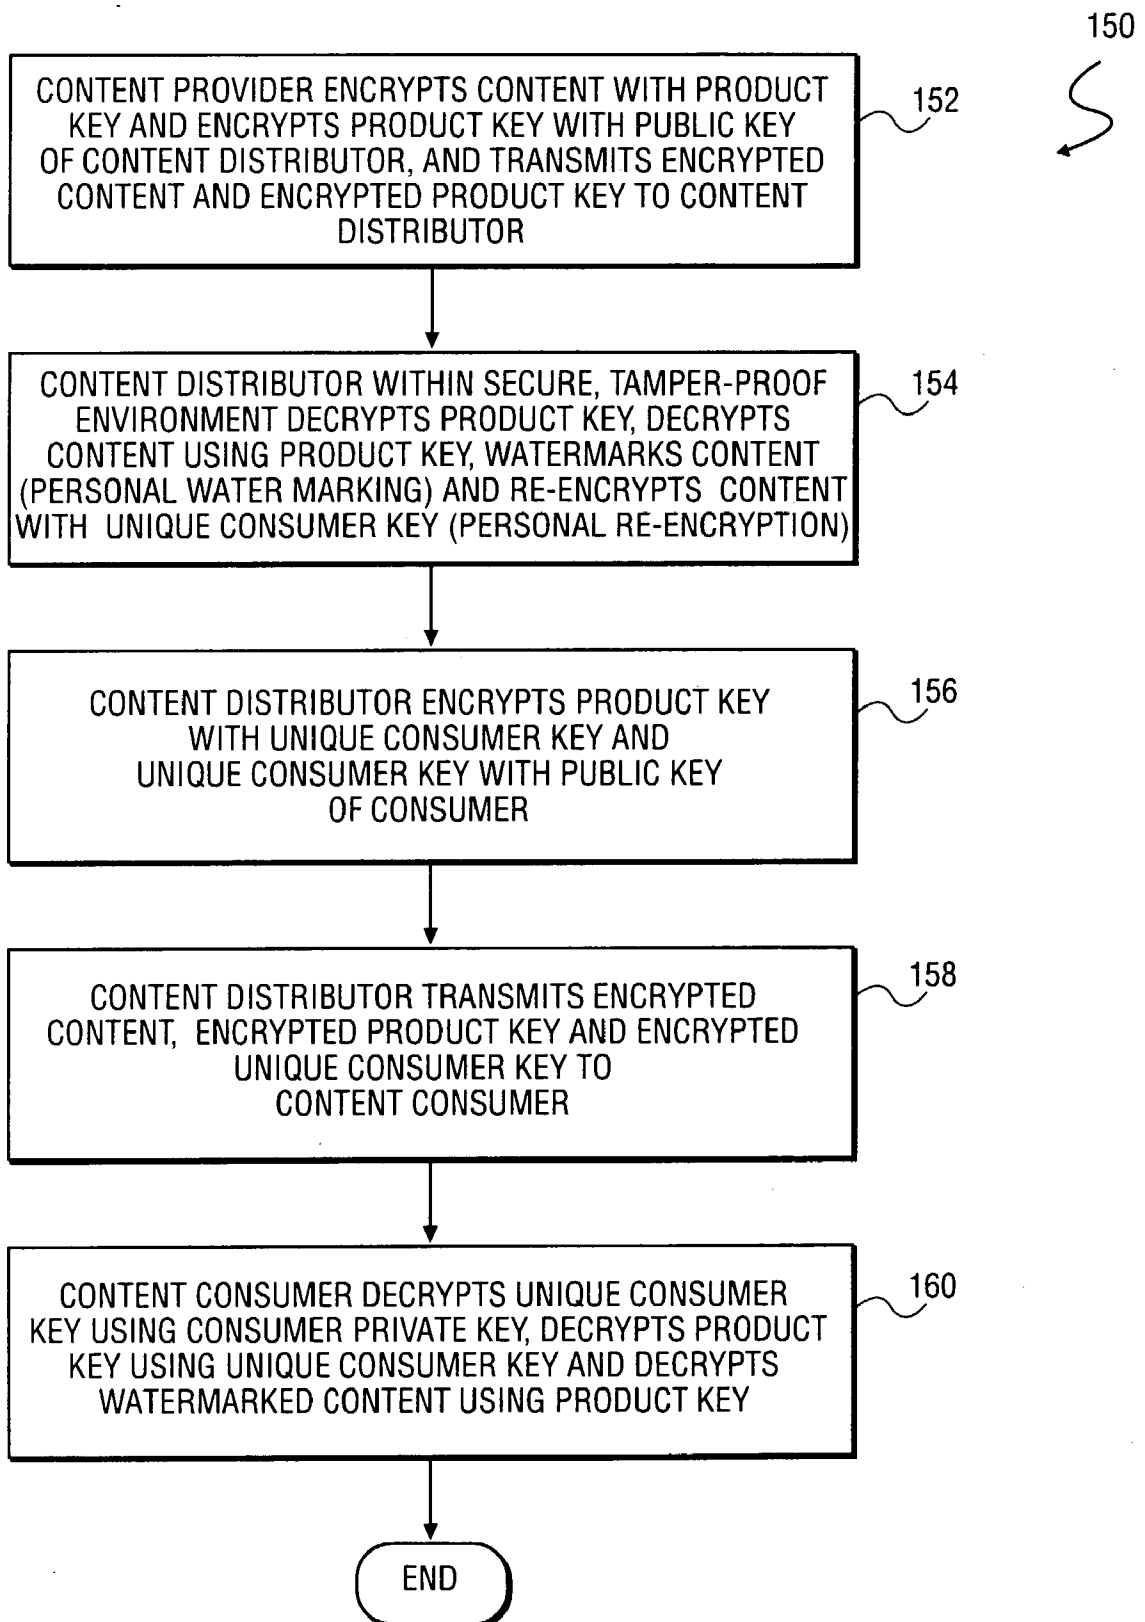 150
CONTENT PROVIDER ENCRYPTS CONTENT WITH PRODUCT
KEY AND ENCRYPTS PRODUCT KEY WITH PUBLIC KEY
OF CONTENT DISTRIBUTOR, AND TRANSMITS ENCRYPTED
CONTENT AND ENCRYPTED PRODUCT KEY TO CONTENT
DISTRIBUTOR
152
CONTENT DISTRIBUTOR WITHIN SECURE, TAMPER-PROOF
ENVIRONMENT DECRYPTS PRODUCT KEY, DECRYPTS
CONTENT USING PRODUCT KEY, WATERMARKS CONTENT
(PERSONAL WATER MARKING) AND RE-ENCRYPTS CONTENT
WITH UNIQUE CONSUMER KEY (PERSONAL RE-ENCRYPTION)
154
CONTENT DISTRIBUTOR ENCRYPTS PRODUCT KEY
WITH UNIQUE CONSUMER KEY AND
UNIQUE CONSUMER KEY WITH PUBLIC KEY
OF CONSUMER
156
CONTENT DISTRIBUTOR TRANSMITS ENCRYPTED
CONTENT, ENCRYPTED PRODUCT KEY AND ENCRYPTED
UNIQUE CONSUMER KEY TO
CONTENT CONSUMER
158
CONTENT CONSUMER DECRYPTS UNIQUE CONSUMER
KEY USING CONSUMER PRIVATE KEY, DECRYPTS PRODUCT
KEY USING UNIQUE CONSUMER KEY AND DECRYPTS
WATERMARKED CONTENT USING PRODUCT KEY
160
END